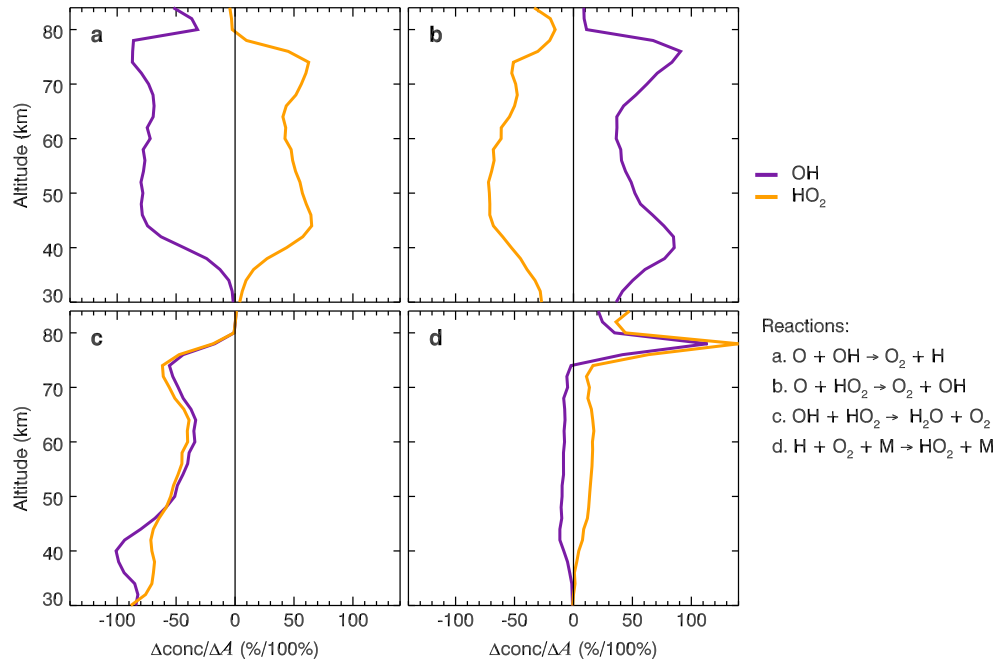 a
b
80
70
60
50
40
30
Altitude (km)
OH
HO₂
c
d
80
70
60
50
40
30
Altitude (km)
-100 -50 0 50 100
-100 -50 0 50 100
Δconc/ΔA (%/100%)
Δconc/ΔA (%/100%)
Reactions:
a. O + OH → O₂ + H
b. O + HO₂ → O₂ + OH
c. OH + HO₂ → H₂O + O₂
d. H + O₂ + M → HO₂ + M